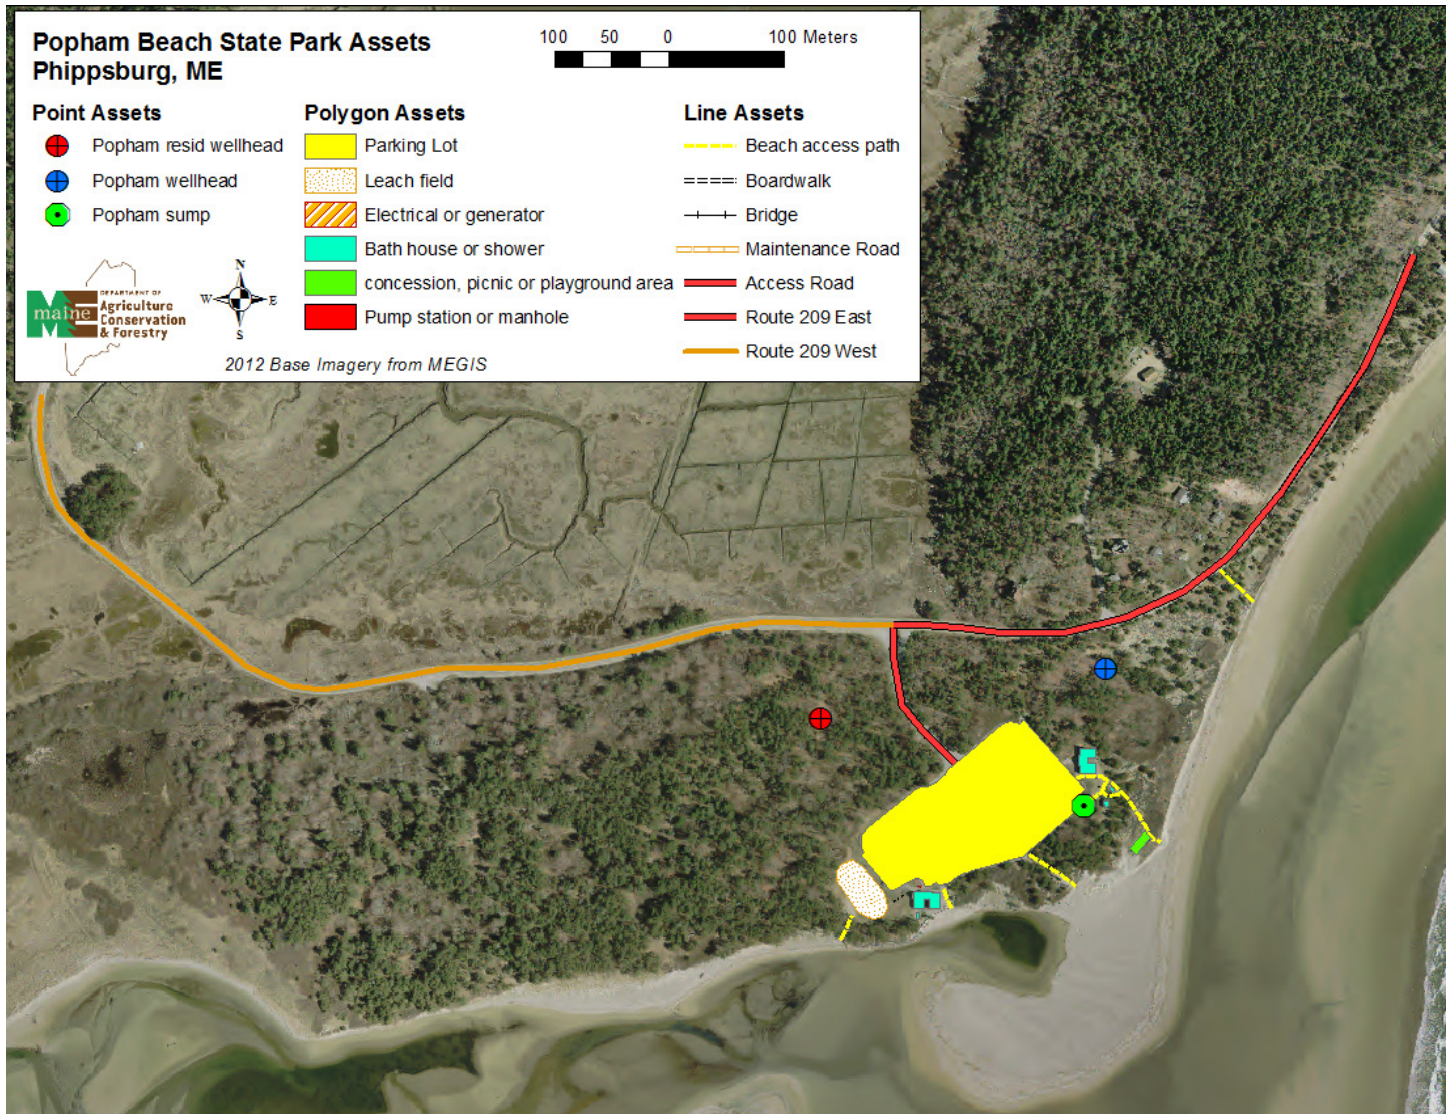 Popham Beach State Park Assets
Phippsburg, ME
100 50 0 100 Meters
Point Assets
Popham resid wellhead
Popham wellhead
Popham sump
Polygon Assets
Parking Lot
Leach field
Electrical or generator
Bath house or shower
concession, picnic or playground area
Pump station or manhole
Line Assets
Beach access path
Boardwalk
Bridge
Maintenance Road
Access Road
Route 209 East
Route 209 West
maine
DEPARTMENT OF
Agriculture
Conservation
& Forestry
N
W E
S
2012 Base Imagery from MEGIS